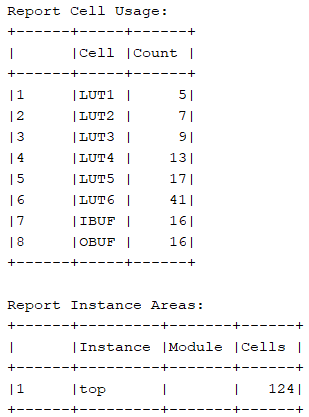 Report Cell Usage:
+------+-----+------+
|      |Cell |Count |
+------+-----+------+
|1     |LUT1 |     5|
|2     |LUT2 |     7|
|3     |LUT3 |     9|
|4     |LUT4 |    13|
|5     |LUT5 |    17|
|6     |LUT6 |    41|
|7     |IBUF |    16|
|8     |OBUF |    16|
+------+-----+------+

Report Instance Areas:
+------+---------+-------+------+
|      |Instance |Module |Cells |
+------+---------+-------+------+
|1     |top      |       |   124|
+------+---------+-------+------+